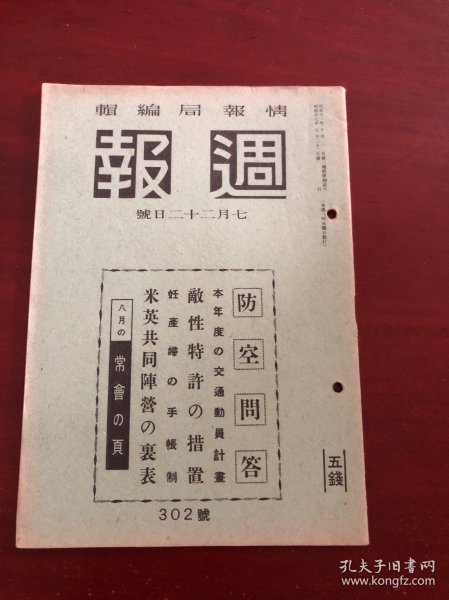 輯編局報情
報週
號日二十二月七
防空問答
本年度の交通動員計畫
敵性特許の措置
妊産婦の手帳制
米英共同陣營の裏表
八月の
常會の頁
五錢
302號
孔夫子旧书网
www.kongfz.com